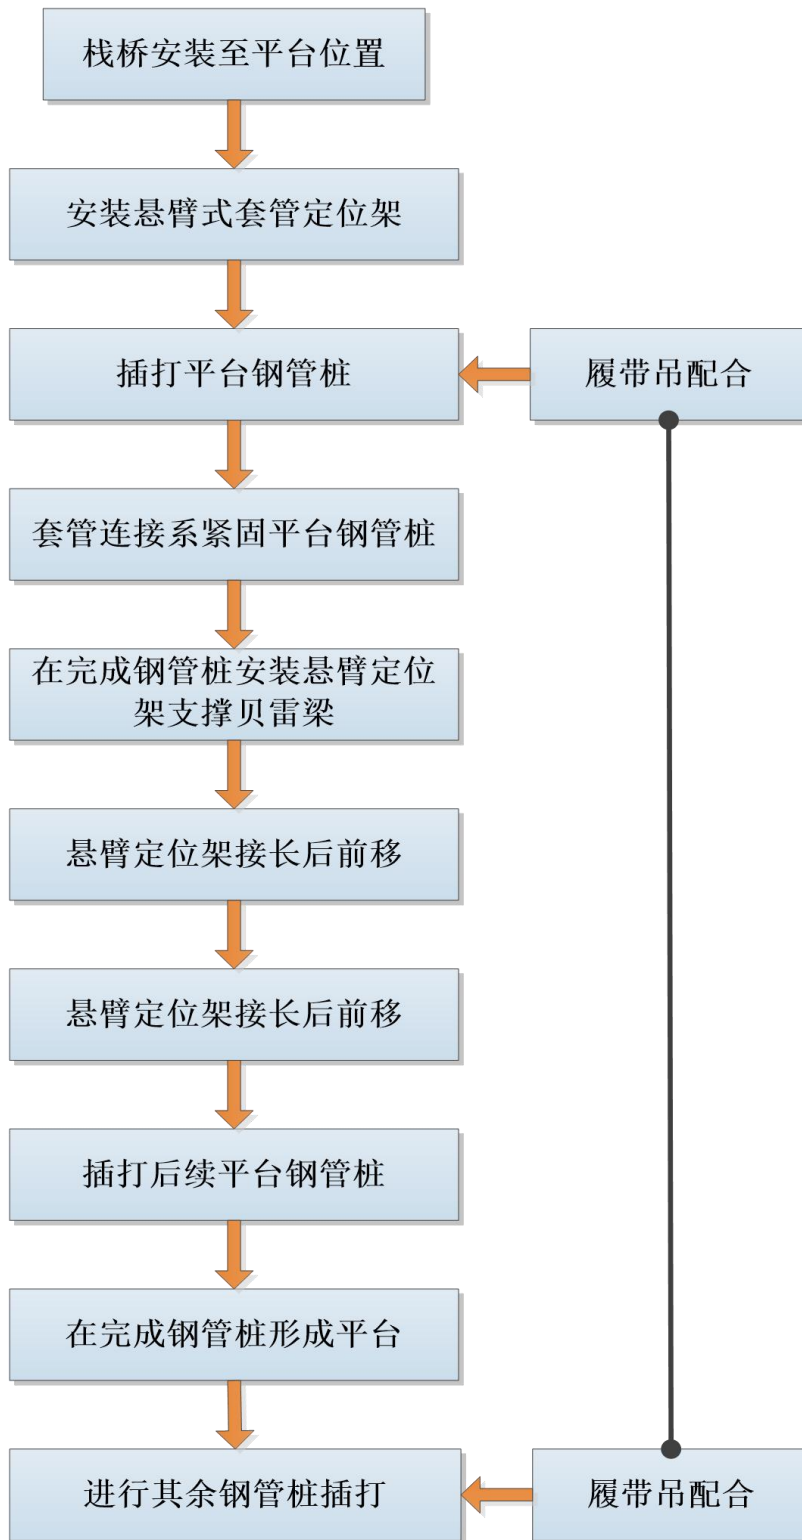 栈桥安装至平台位置
安装悬臂式套管定位架
插打平台钢管桩
履带吊配合
套管连接系紧固平台钢管桩
在完成钢管桩安装悬臂定位
架支撑贝雷梁
悬臂定位架接长后前移
悬臂定位架接长后前移
插打后续平台钢管桩
在完成钢管桩形成平台
进行其余钢管桩插打
履带吊配合